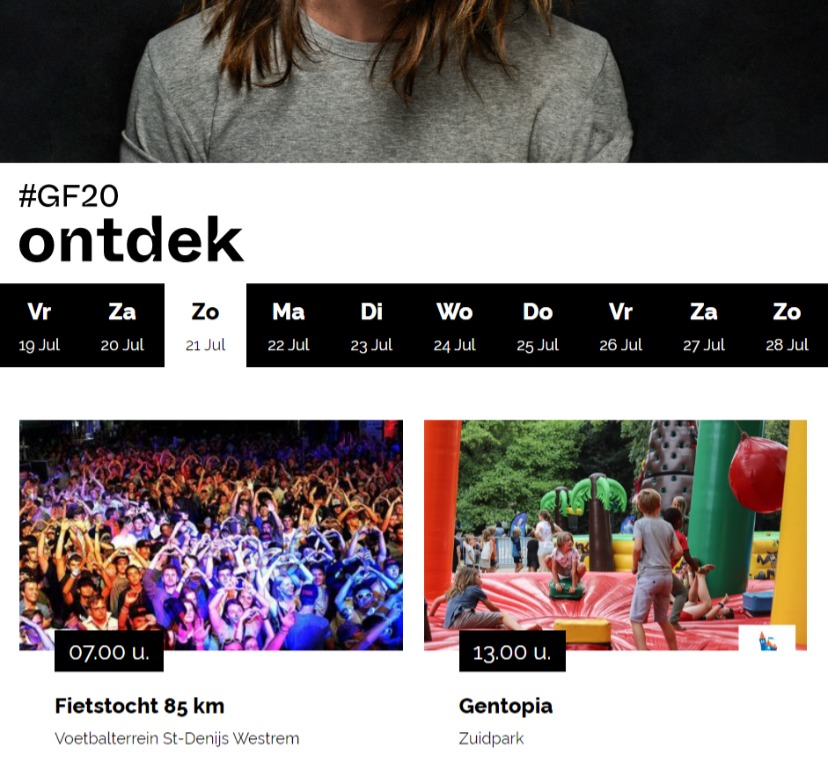 #GF20
ontdek
Vr Za Zo Ma Di Wo Do Vr Za Zo
19 Jul 20 Jul 21 Jul 22 Jul 23 Jul 24 Jul 25 Jul 26 Jul 27 Jul 28 Jul
07.00 u.
Fietstocht 85 km
Voetbalterrein St-Denijs Westrem
13.00 u.
Gentopia
Zuidpark